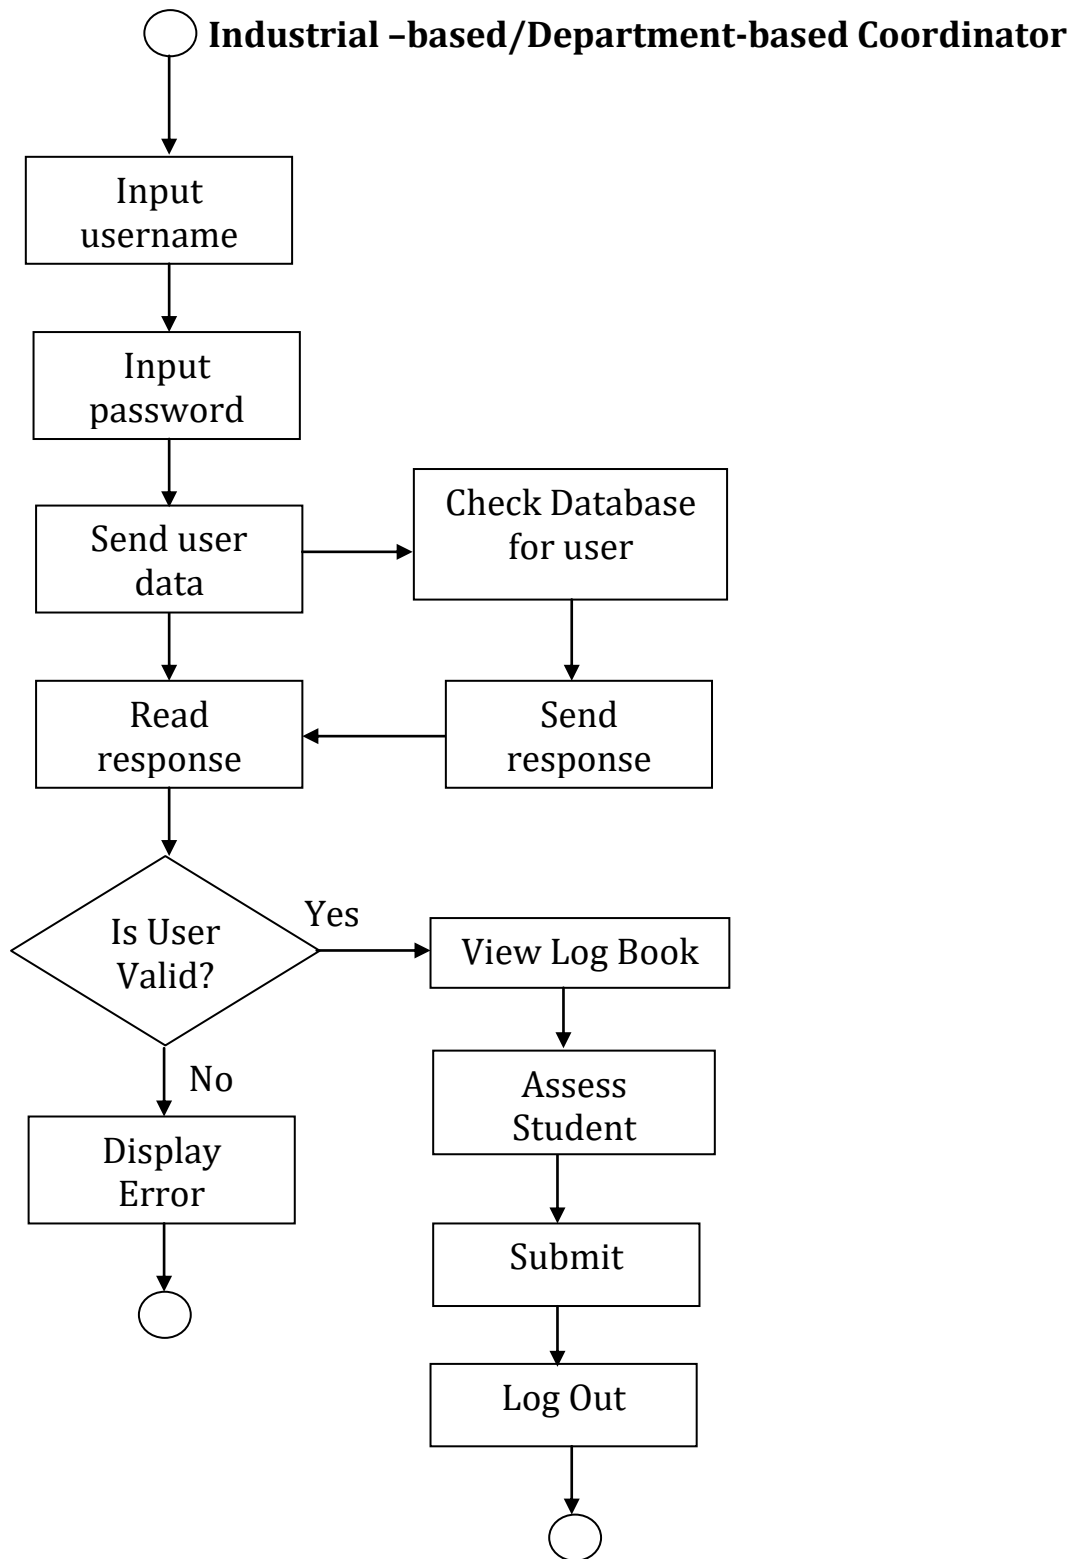 Industrial –based/Department-based Coordinator
Input
username
Input
password
Send user
data
Check Database
for user
Read
response
Send
response
Is User
Valid?
Yes
View Log Book
No
Assess
Student
Display
Error
Submit
Log Out